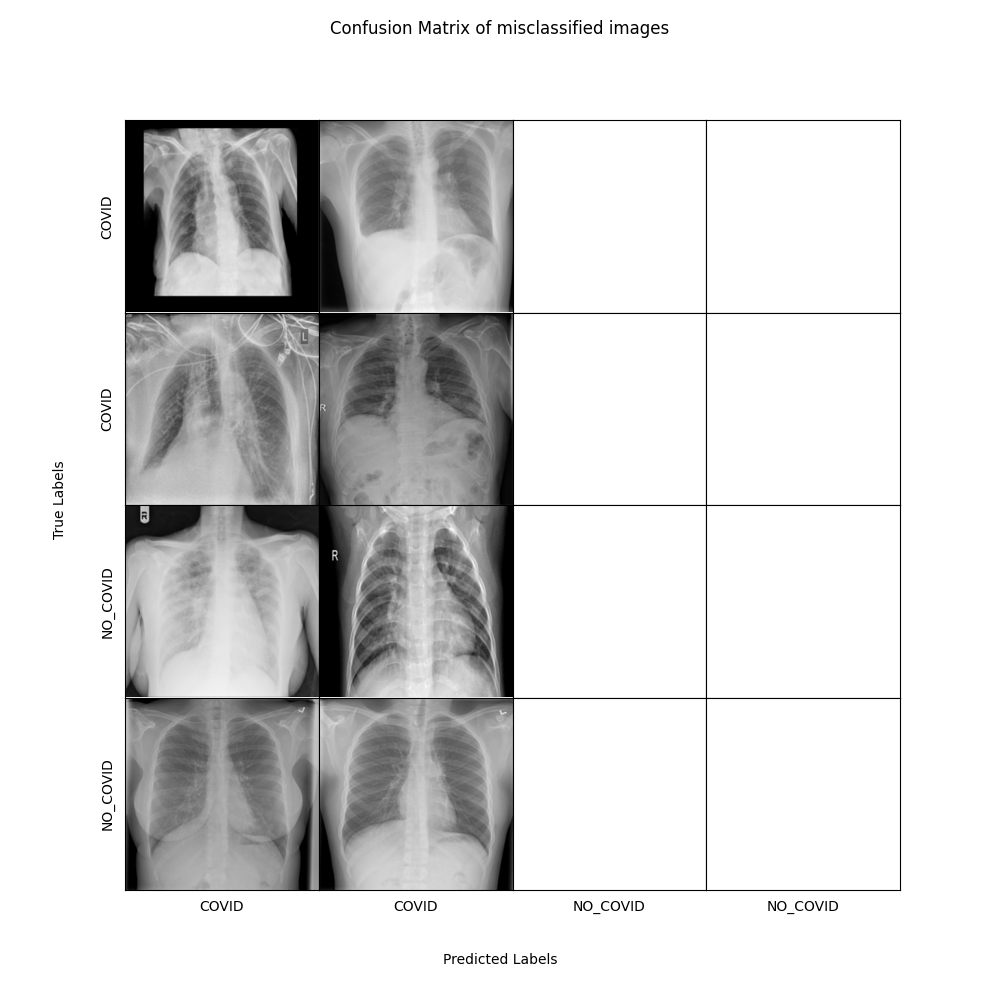 Confusion Matrix of misclassified images
COVID
COVID
L
R
True Labels
NO_COVID
R
NO_COVID
COVID
COVID
NO_COVID
NO_COVID
Predicted Labels